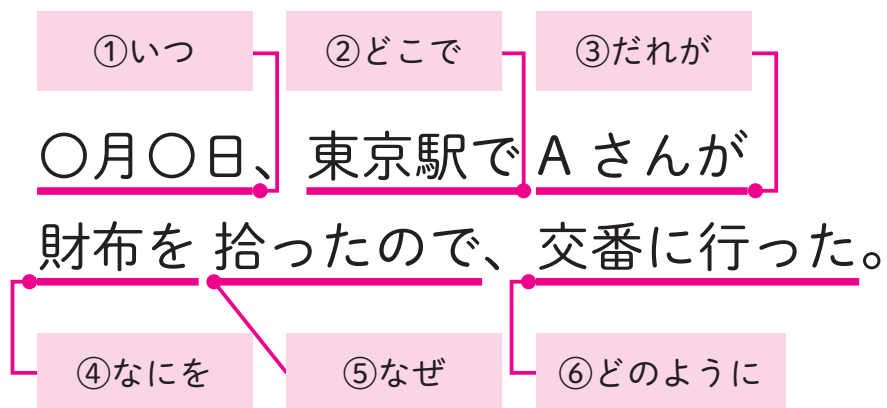 ①いつ ②どこで ③だれが
〇月〇日、東京駅で A さんが
財布を 拾ったので、交番に行った。
④なにを ⑤なぜ ⑥どのように